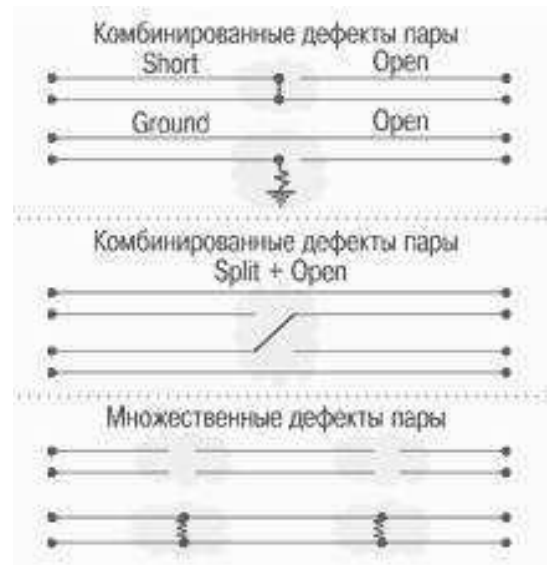 Комбинированные дефекты пары
Short Open
Ground Open
Комбинированные дефекты пары
Split + Open
Множественные дефекты пары